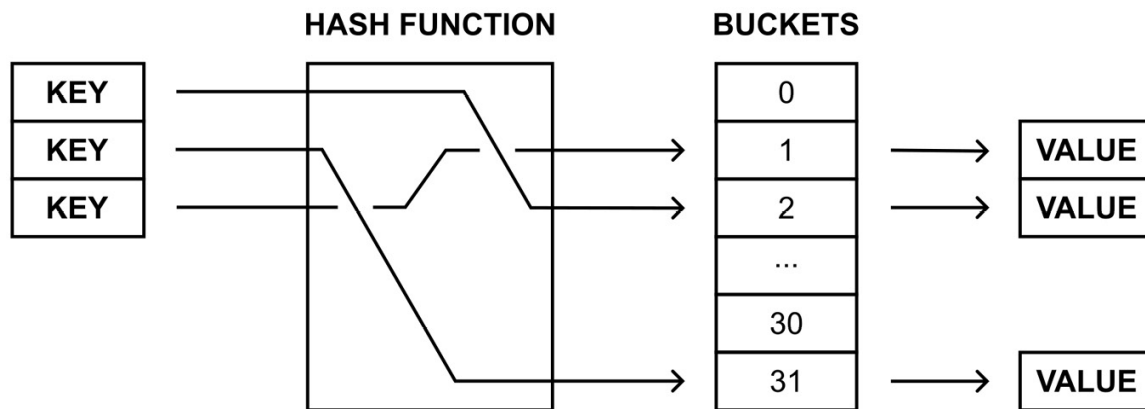 HASH FUNCTION BUCKETS
KEY 0
KEY 1 VALUE
KEY 2 VALUE
...
30
31 VALUE